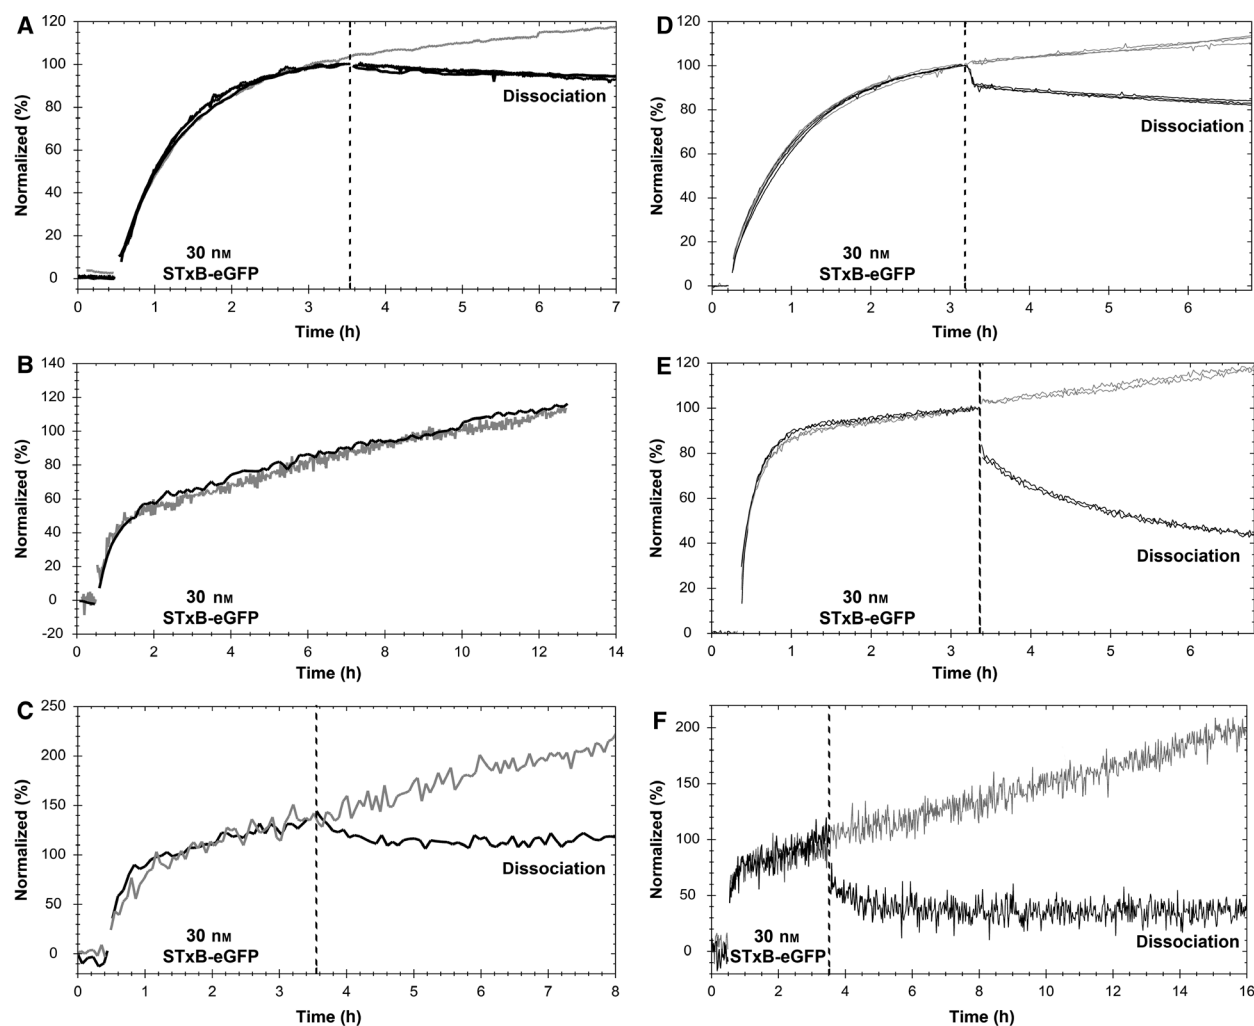 A
Normalized (%)
120
100
80
60
40
20
0
30 nM
STxB-eGFP
Dissociation
0 1 2 3 4 5 6 7
Time (h)
D
Normalized (%)
120
100
80
60
40
20
0
30 nM
STxB-eGFP
Dissociation
0 1 2 3 4 5 6
Time (h)
B
Normalized (%)
140
120
100
80
60
40
20
0
-20
30 nM
STxB-eGFP
0 2 4 6 8 10 12 14
Time (h)
E
Normalized (%)
120
100
80
60
40
20
0
30 nM
STxB-eGFP
Dissociation
0 1 2 3 4 5 6
Time (h)
C
Normalized (%)
250
200
150
100
50
0
30 nM
STxB-eGFP
Dissociation
0 1 2 3 4 5 6 7 8
Time (h)
F
Normalized (%)
200
150
100
50
0
30 nM
STxB-eGFP
Dissociation
0 2 4 6 8 10 12 14 16
Time (h)